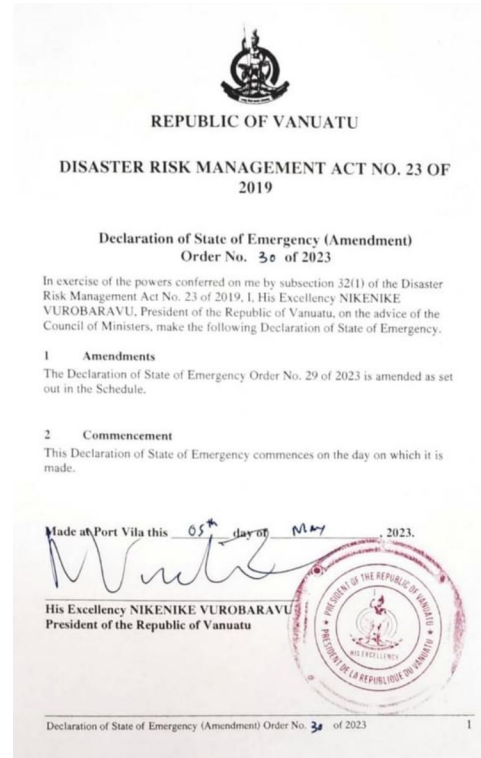 REPUBLIC OF VANUATU
DISASTER RISK MANAGEMENT ACT NO. 23 OF
2019
Declaration of State of Emergency (Amendment)
Order No. 30 of 2023
In exercise of the powers conferred on me by subsection 32(1) of the Disaster
Risk Management Act No. 23 of 2019, I, His Excellency NIKENIKE
VUROBARAVU, President of the Republic of Vanuatu, on the advice of the
Council of Ministers, make the following Declaration of State of Emergency.
1 Amendments
The Declaration of State of Emergency Order No. 29 of 2023 is amended as set
out in the Schedule.
2 Commencement
This Declaration of State of Emergency commences on the day on which it is
made.
Made at Port Vila this 05th day of MAY, 2023.
His Excellency NIKENIKE VUROBARAVU
President of the Republic of Vanuatu
PRESIDENT OF THE REPUBLIC OF VANUATU
HIS EXCELLENCY
PRESIDENT DE LA REPUBLIQUE DU VANUATU
Declaration of State of Emergency (Amendment) Order No. 30 of 2023 1